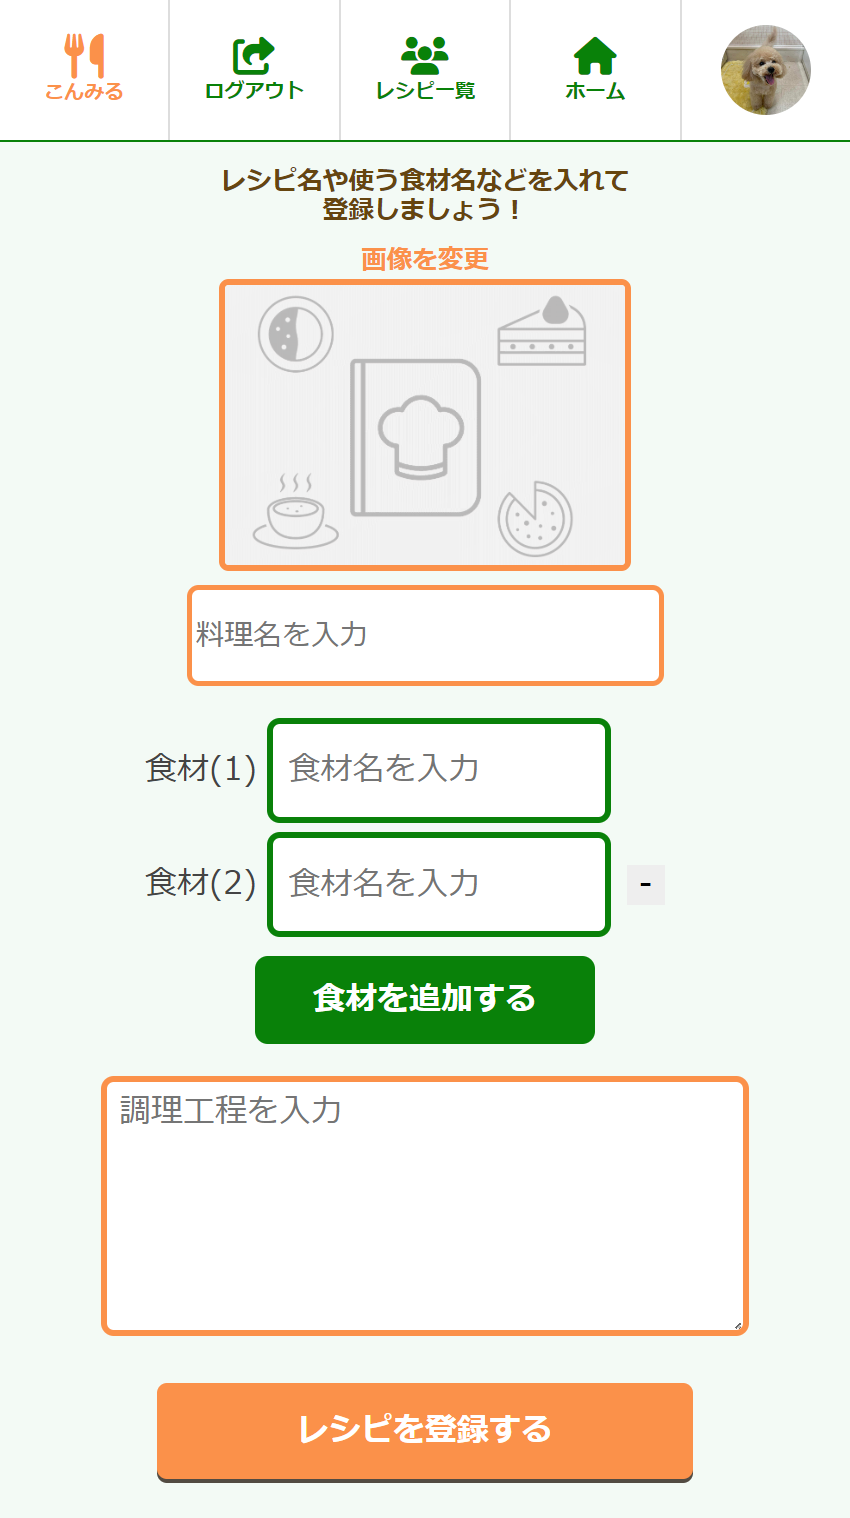 こんみる
ログアウト
レシピ一覧
ホーム
レシピ名や使う食材名などを入れて
登録しましょう！
画像を変更
料理名を入力
食材(1) 食材名を入力
食材(2) 食材名を入力 -
食材を追加する
調理工程を入力
レシピを登録する